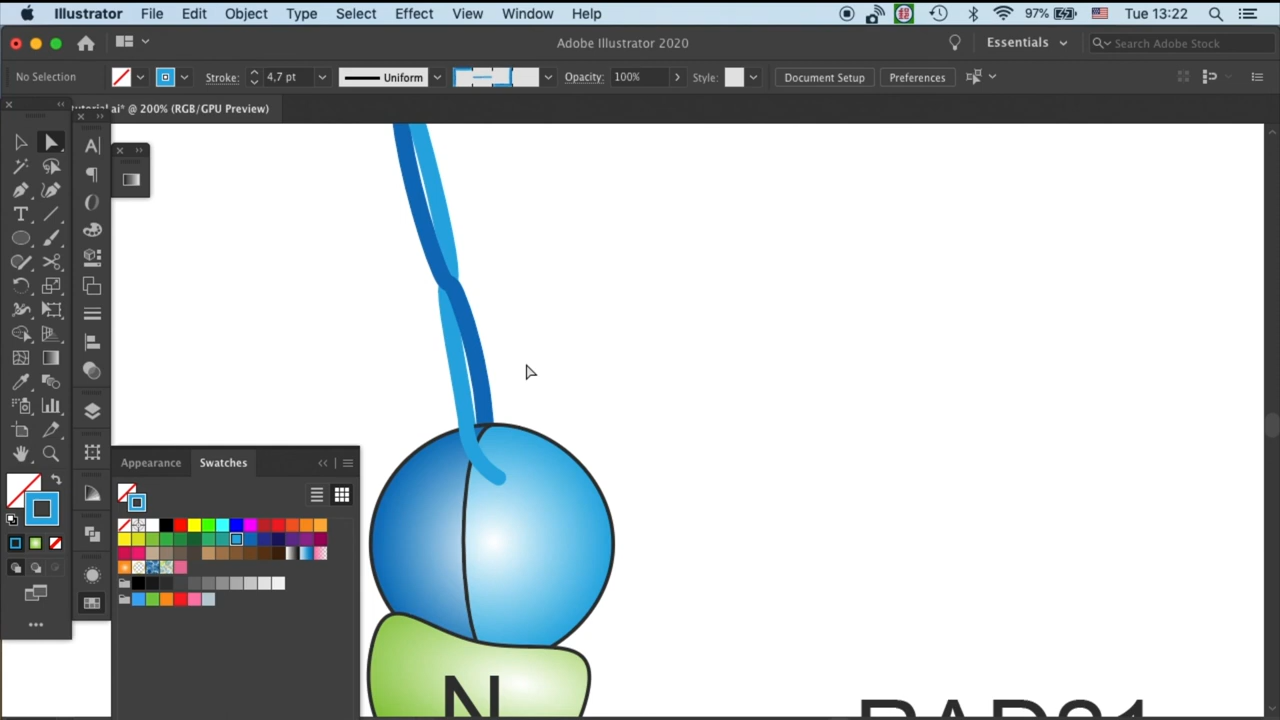 Illustrator File Edit Object Type Select Effect View Window Help 97% Tue 13:22
Adobe Illustrator 2020 Essentials Search Adobe Stock
No Selection Stroke: 4,7 pt Uniform Opacity: 100% Style: Document Setup Preferences
utorial.ai* @ 200% (RGB/GPU Preview)
Appearance Swatches
N
RAD21